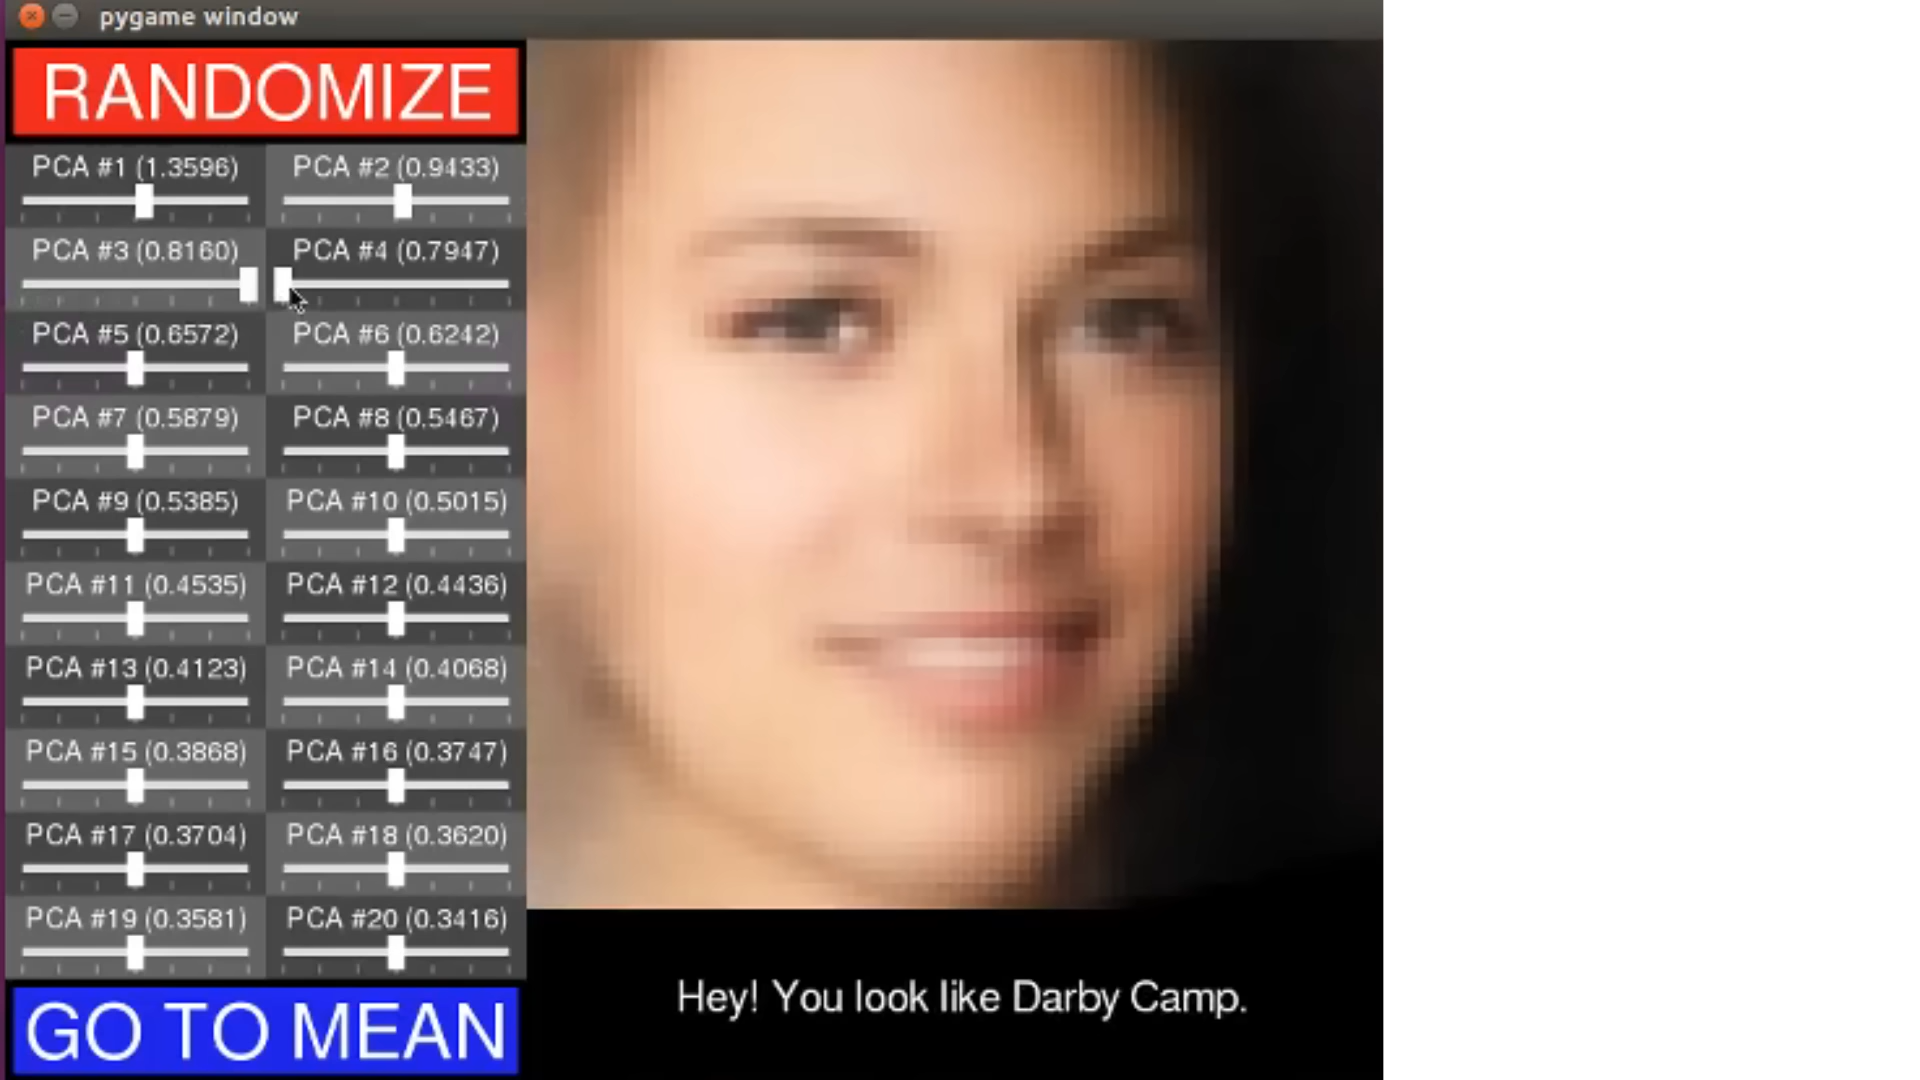 pygame window
RANDOMIZE
PCA #1 (1.3596)
PCA #2 (0.9433)
PCA #3 (0.8160)
PCA #4 (0.7947)
PCA #5 (0.6572)
PCA #6 (0.6242)
PCA #7 (0.5879)
PCA #8 (0.5467)
PCA #9 (0.5385)
PCA #10 (0.5015)
PCA #11 (0.4535)
PCA #12 (0.4436)
PCA #13 (0.4123)
PCA #14 (0.4068)
PCA #15 (0.3868)
PCA #16 (0.3747)
PCA #17 (0.3704)
PCA #18 (0.3620)
PCA #19 (0.3581)
PCA #20 (0.3416)
GO TO MEAN
Hey! You look like Darby Camp.